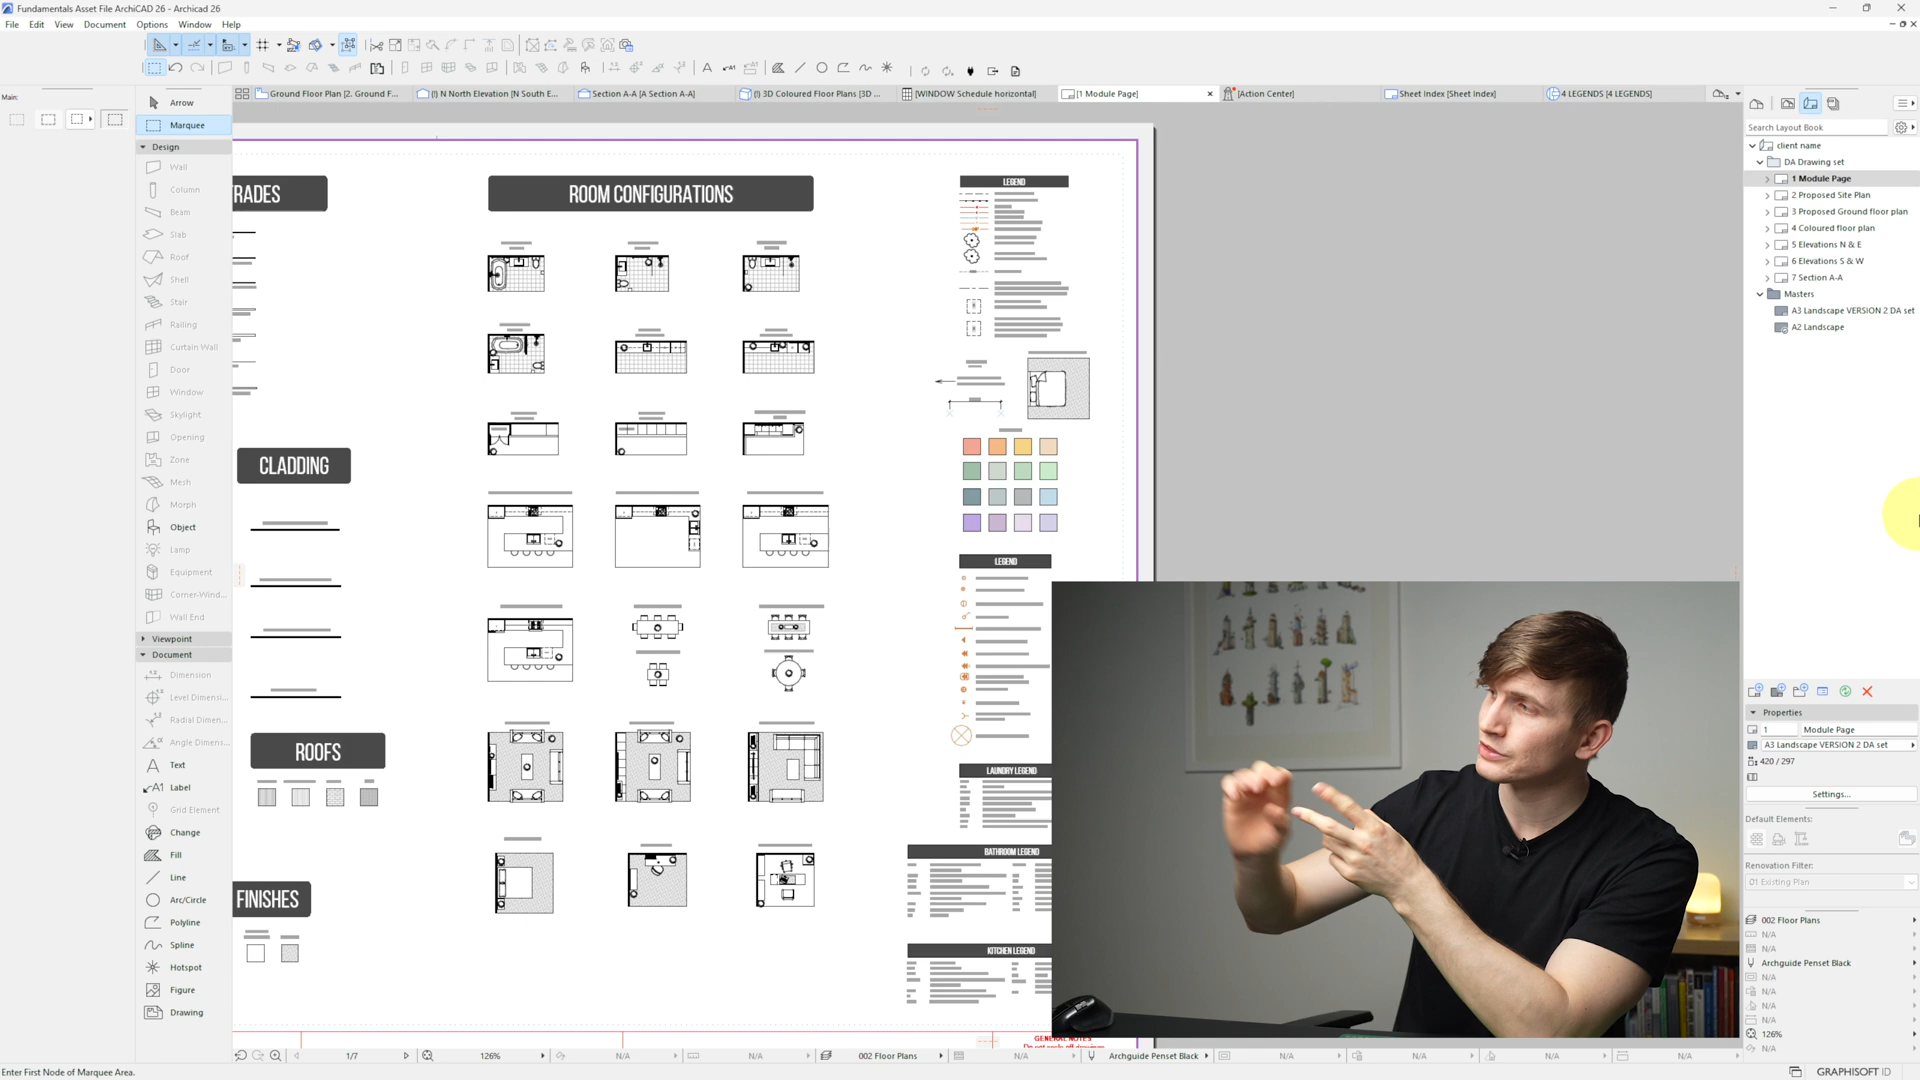 Fundamentals Asset File ArchiCAD 26 - Archicad 26
File Edit View Document Options Window Help
Main:
Arrow
Marquee
Design
Wall
Column
Beam
Slab
Roof
Shell
Stair
Railing
Curtain Wall
Door
Window
Skylight
Opening
Zone
Mesh
Morph
Object
Lamp
Equipment
Corner-Wind...
Wall End
Viewpoint
Document
Dimension
Level Dimensi...
Radial Dimen...
Angle Dimens...
Text
A1 Label
Grid Element
Change
Fill
Line
Arc/Circle
Polyline
Spline
Hotspot
Figure
Drawing
Ground Floor Plan [2. Ground F...
(!) N North Elevation [N South E...
Section A-A [A Section A-A]
(!) 3D Coloured Floor Plans [3D ...
[WINDOW Schedule horizontal]
[1 Module Page]
[Action Center]
Sheet Index [Sheet Index]
4 LEGENDS [4 LEGENDS]
RADES
ROOM CONFIGURATIONS
LEGEND
CLADDING
LEGEND
ROOFS
LAUNDRY LEGEND
BATHROOM LEGEND
FINISHES
KITCHEN LEGEND
GENERAL NOTES
Search Layout Book
client name
DA Drawing set
1 Module Page
2 Proposed Site Plan
3 Proposed Ground floor plan
4 Coloured floor plan
5 Elevations N & E
6 Elevations S & W
7 Section A-A
Masters
A3 Landscape VERSION 2 DA set
A2 Landscape
Properties
1 Module Page
A3 Landscape VERSION 2 DA set
420 / 297
Settings...
Default Elements:
Renovation Filter:
01 Existing Plan
002 Floor Plans
N/A
N/A
Archguide Penset Black
N/A
N/A
N/A
N/A
126%
N/A
1/7 126% N/A N/A 002 Floor Plans N/A Archguide Penset Black N/A N/A N/A N/A
Enter First Node of Marquee Area.
GRAPHISOFT ID